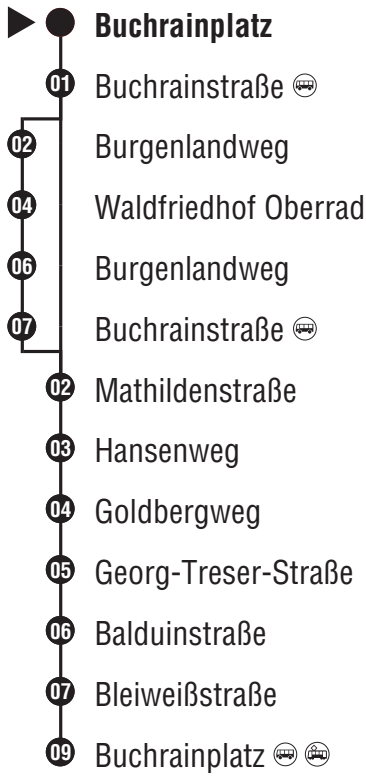 Buchrainplatz
01 Buchrainstraße
02 Burgenlandweg
04 Waldfriedhof Oberrad
06 Burgenlandweg
07 Buchrainstraße
02 Mathildenstraße
03 Hansenweg
04 Goldbergweg
05 Georg-Treser-Straße
06 Balduinstraße
07 Bleiweißstraße
09 Buchrainplatz